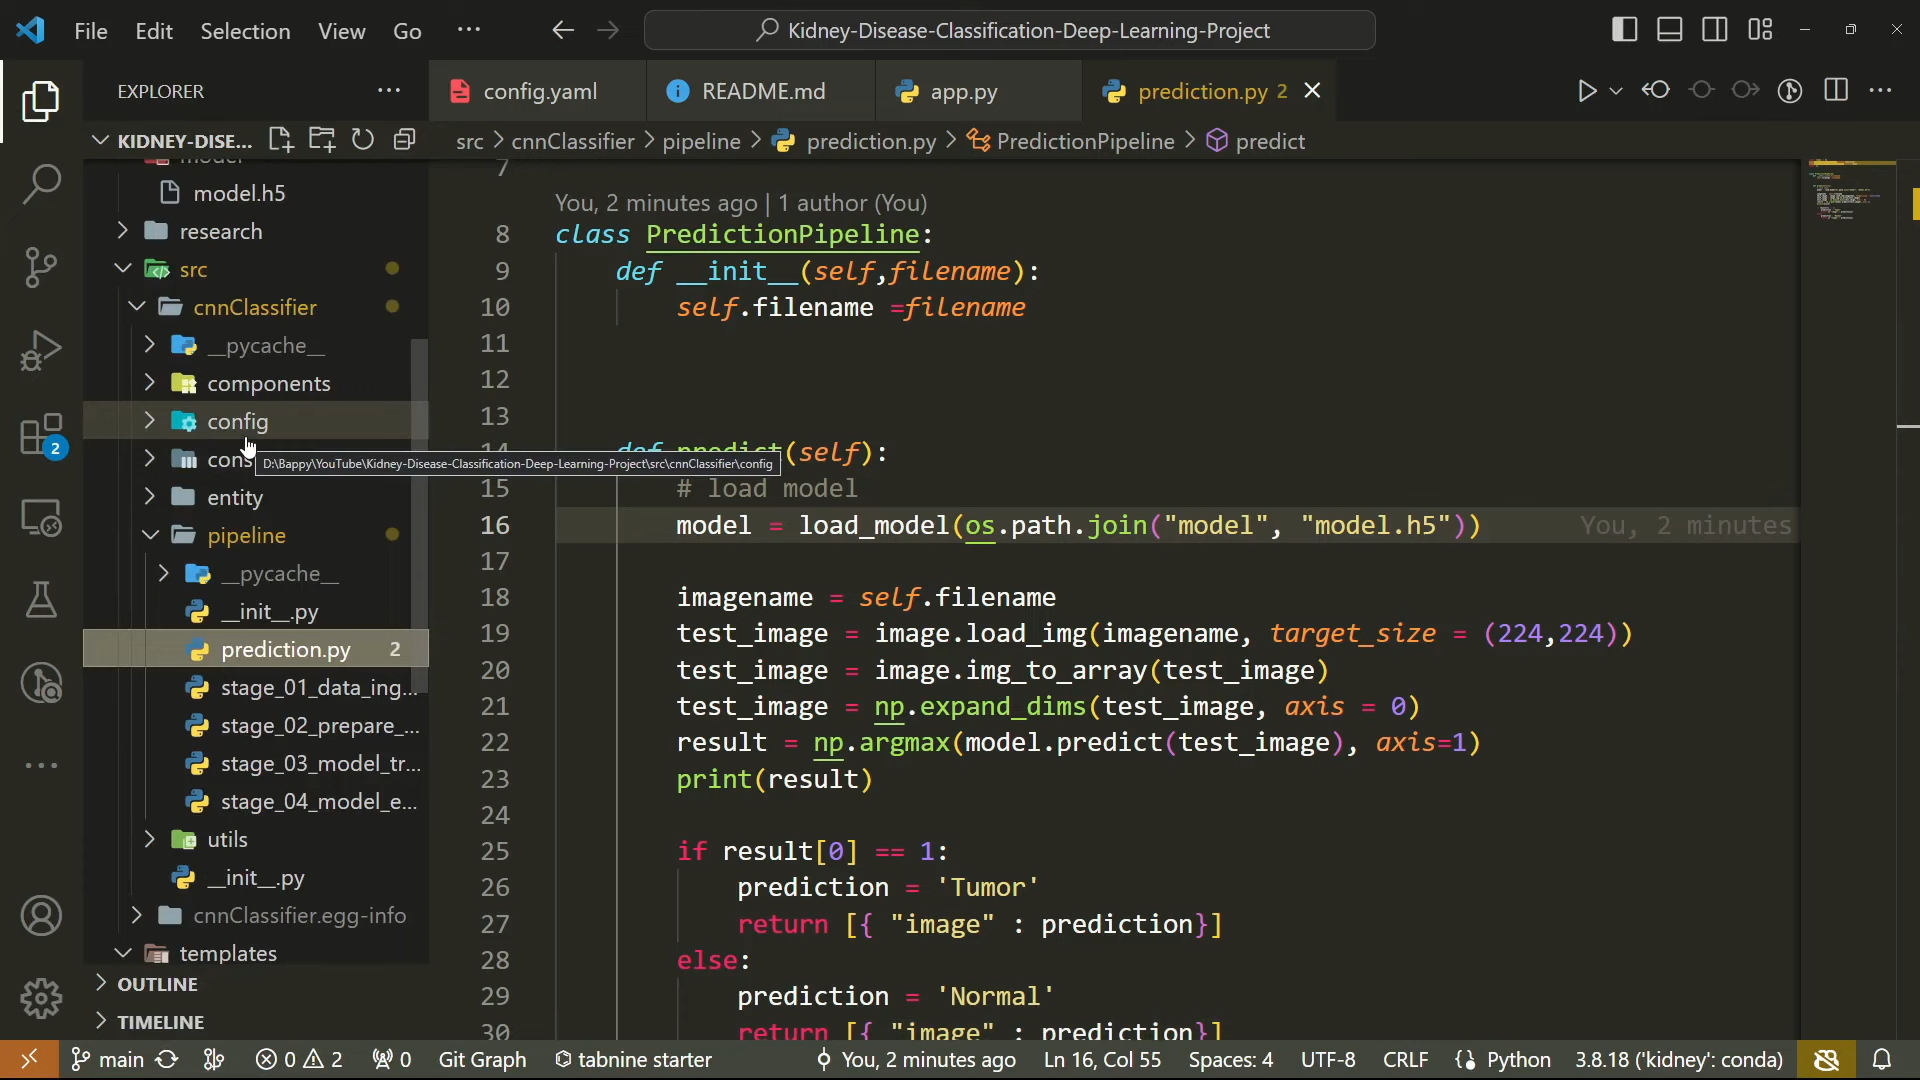 File Edit Selection View Go ··· Kidney-Disease-Classification-Deep-Learning-Project
EXPLORER ···
config.yaml README.md app.py prediction.py 2
KIDNEY-DISE...
src > cnnClassifier > pipeline > prediction.py > PredictionPipeline > predict
model
model.h5
research
src
cnnClassifier
__pycache__
components
config
cons
D:\Bappy\YouTube\Kidney-Disease-Classification-Deep-Learning-Project\src\cnnClassifier\config
entity
pipeline
__pycache__
__init__.py
prediction.py 2
stage_01_data_ing...
stage_02_prepare_...
stage_03_model_tr...
stage_04_model_e...
utils
__init__.py
cnnClassifier.egg-info
templates
OUTLINE
TIMELINE
2
7
You, 2 minutes ago | 1 author (You)
8 class PredictionPipeline:
9 def __init__(self,filename):
10 self.filename =filename
11
12
13
14 def predict(self):
15 # load model
16 model = load_model(os.path.join("model", "model.h5")) You, 2 minutes
17
18 imagename = self.filename
19 test_image = image.load_img(imagename, target_size = (224,224))
20 test_image = image.img_to_array(test_image)
21 test_image = np.expand_dims(test_image, axis = 0)
22 result = np.argmax(model.predict(test_image), axis=1)
23 print(result)
24
25 if result[0] == 1:
26 prediction = 'Tumor'
27 return [{ "image" : prediction}]
28 else:
29 prediction = 'Normal'
30 return [{ "image" : prediction}]
main 0 2 0 Git Graph tabnine starter You, 2 minutes ago Ln 16, Col 55 Spaces: 4 UTF-8 CRLF Python 3.8.18 ('kidney': conda)